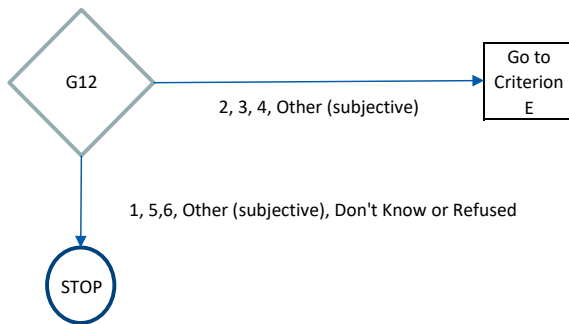 G12
Go to
Criterion
E
2, 3, 4, Other (subjective)
1, 5,6, Other (subjective), Don't Know or Refused
STOP